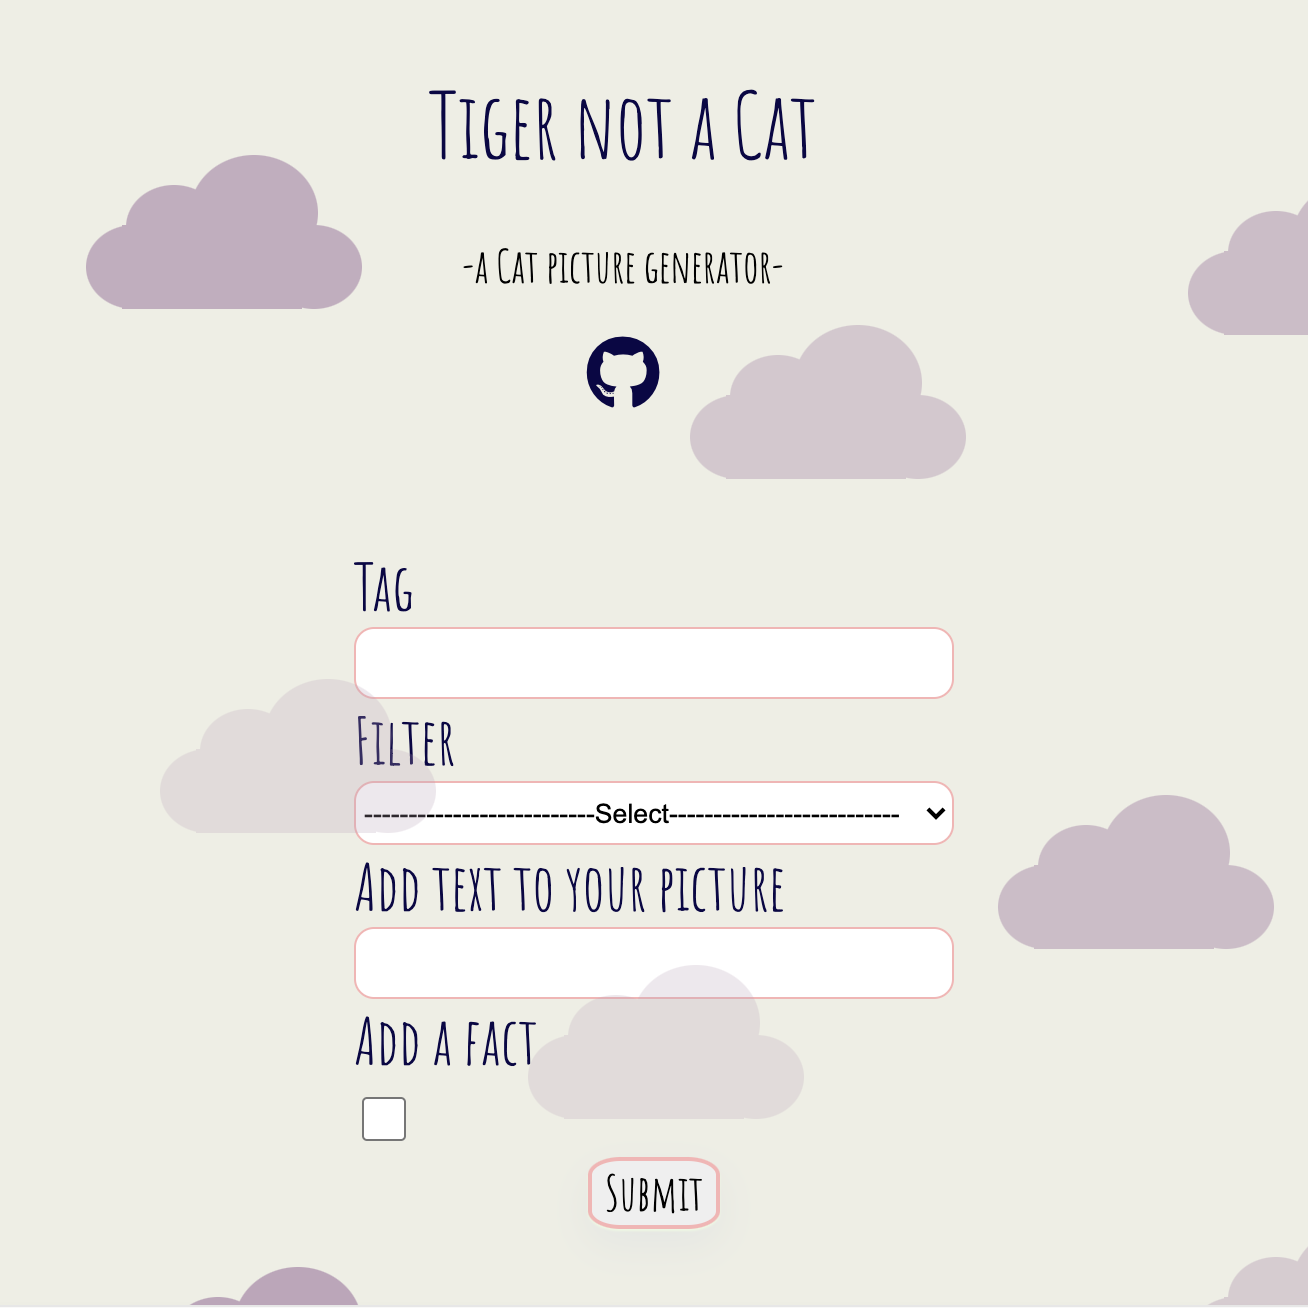 Tiger not a Cat
-a Cat picture generator-
Tag
Filter
--------------------------Select--------------------------
Add text to your picture
Add a fact
Submit